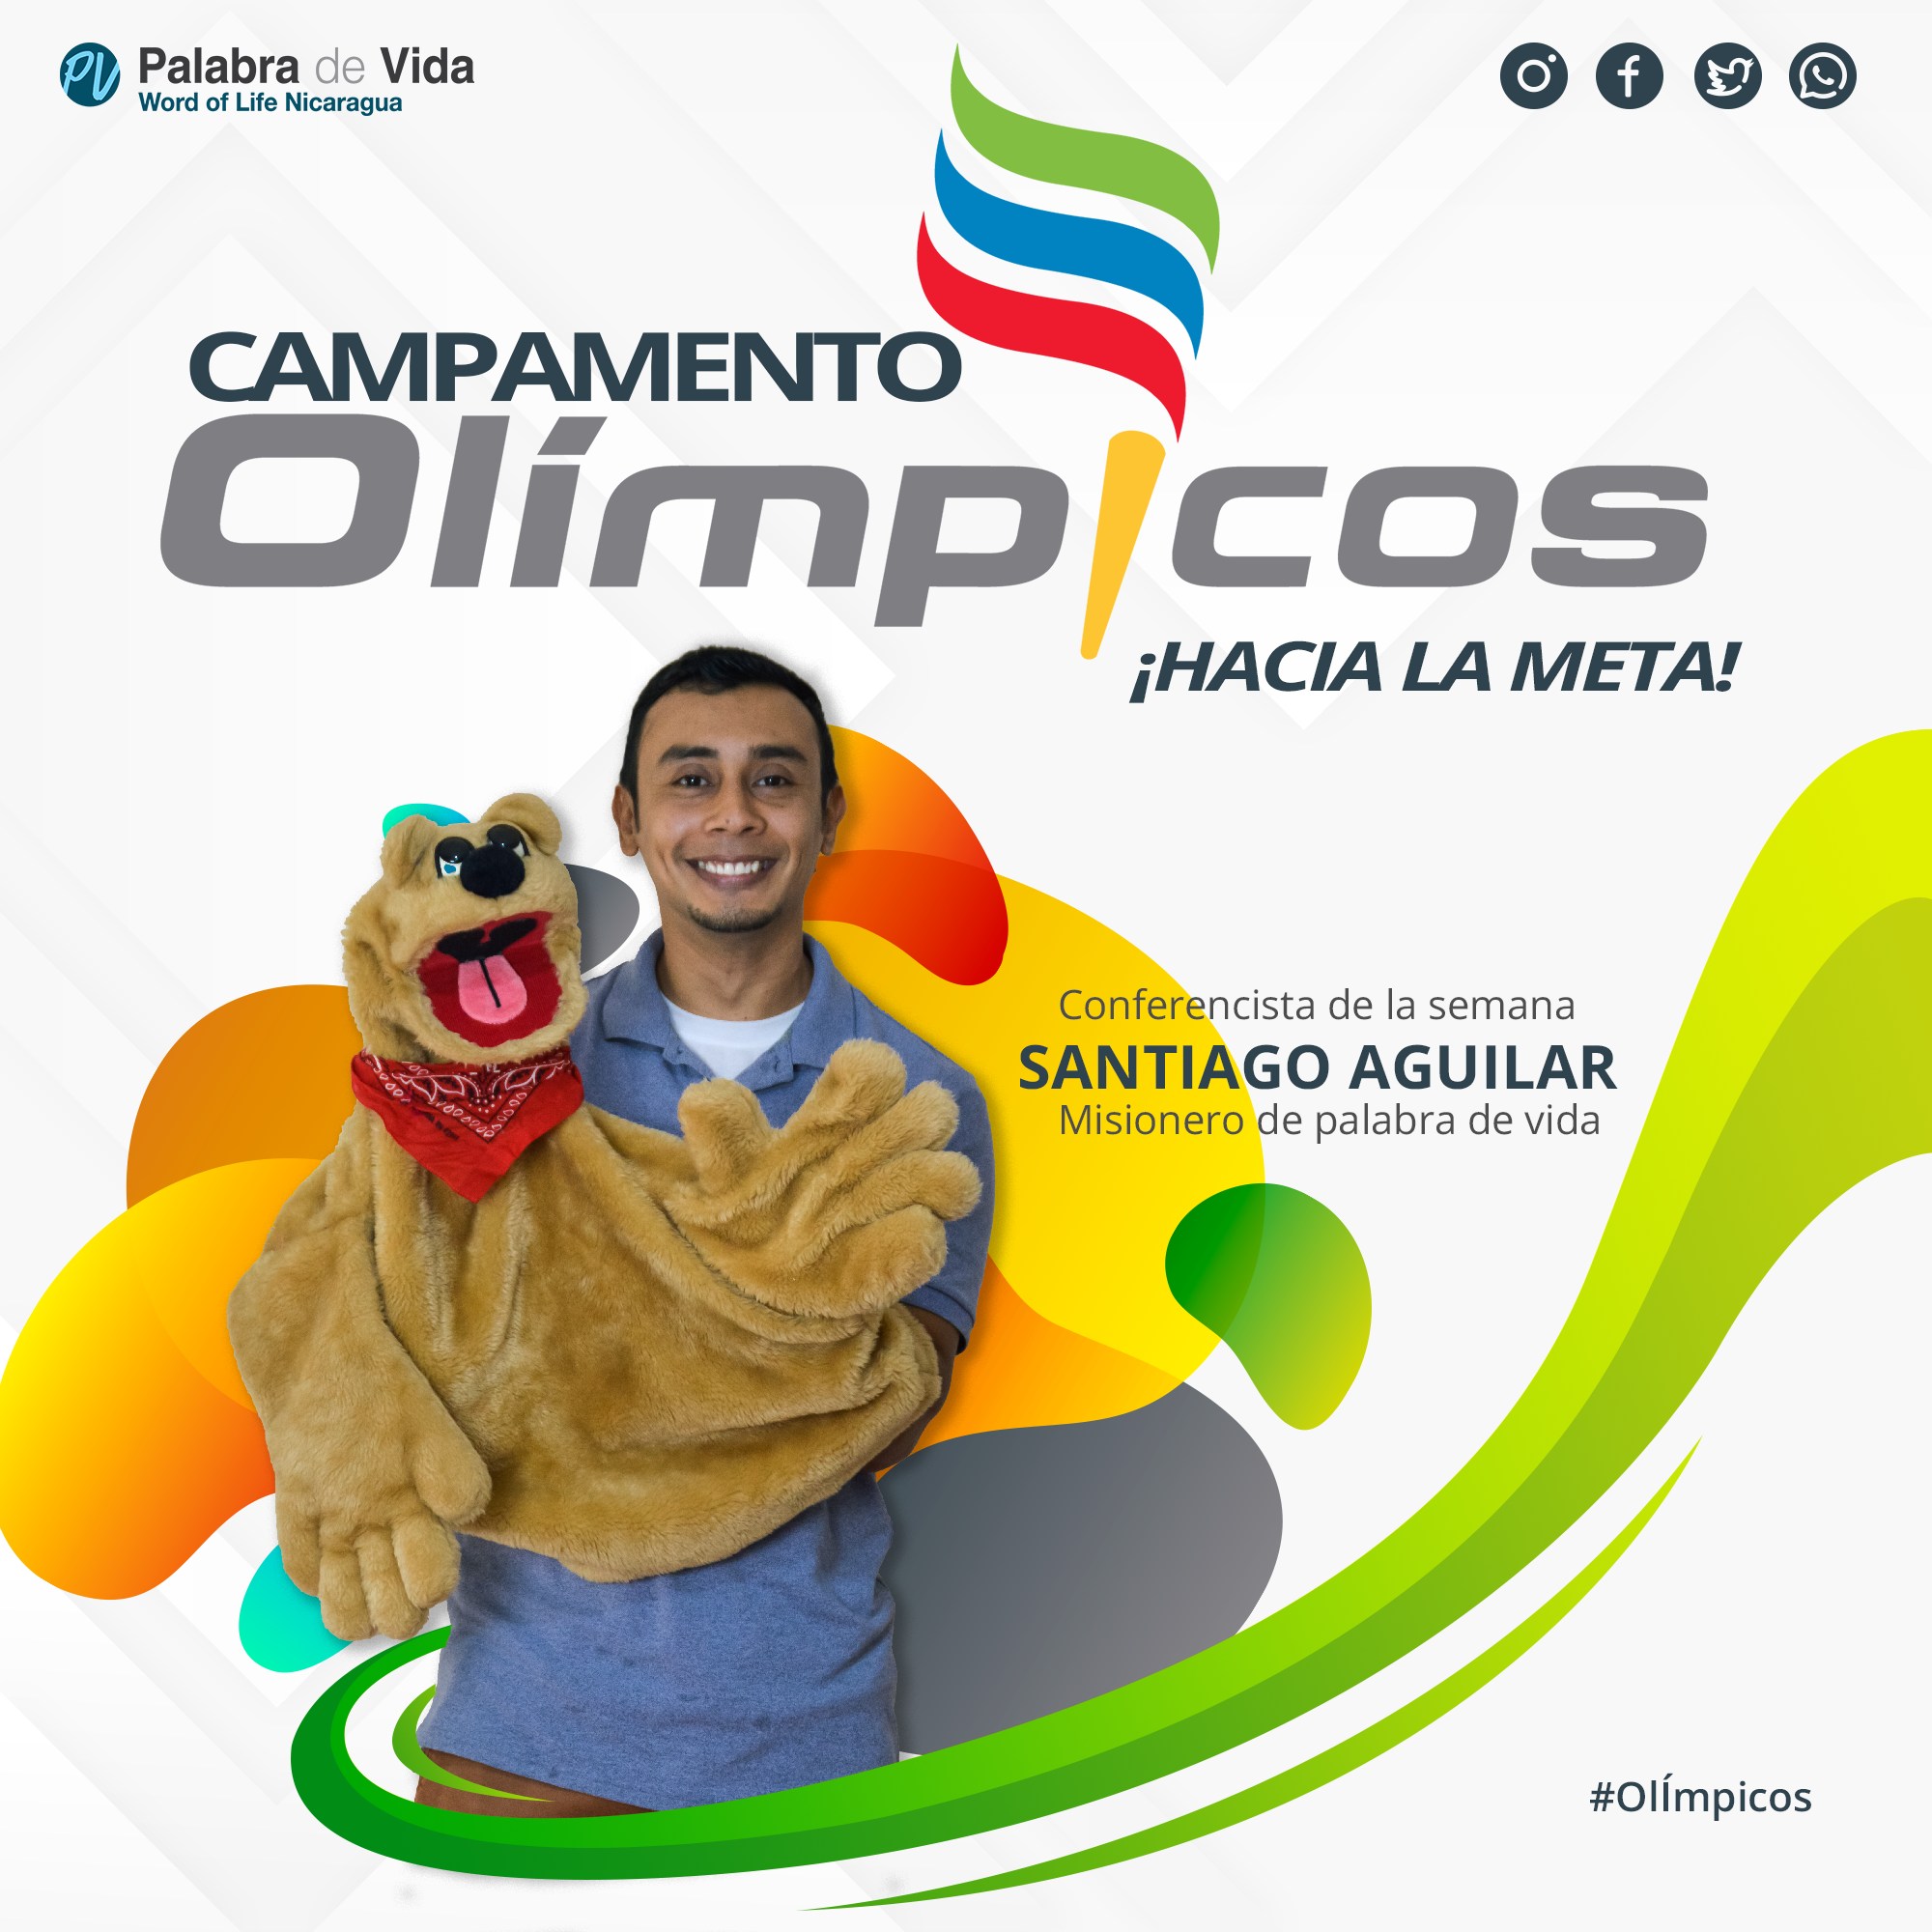 PV
Palabra de Vida
Word of Life Nicaragua
CAMPAMENTO
Olímpicos
¡HACIA LA META!
Conferencista de la semana
SANTIAGO AGUILAR
Misionero de palabra de vida
#OlÍmpicos